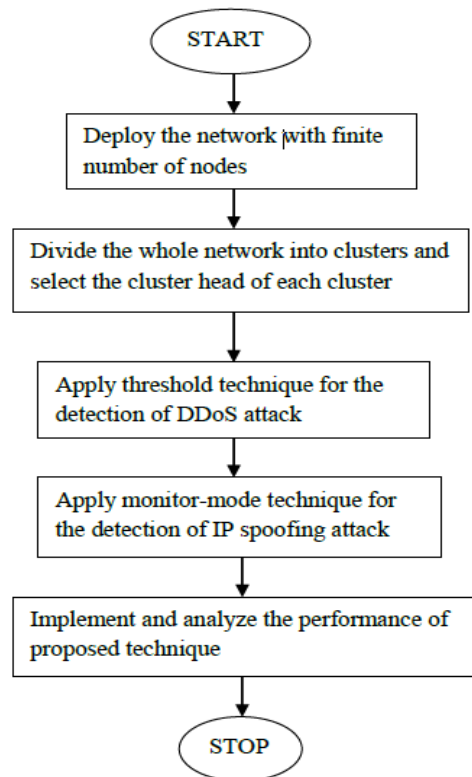 START
Deploy the network with finite
number of nodes
Divide the whole network into clusters and
select the cluster head of each cluster
Apply threshold technique for the
detection of DDoS attack
Apply monitor-mode technique for
the detection of IP spoofing attack
Implement and analyze the performance of
proposed technique
STOP